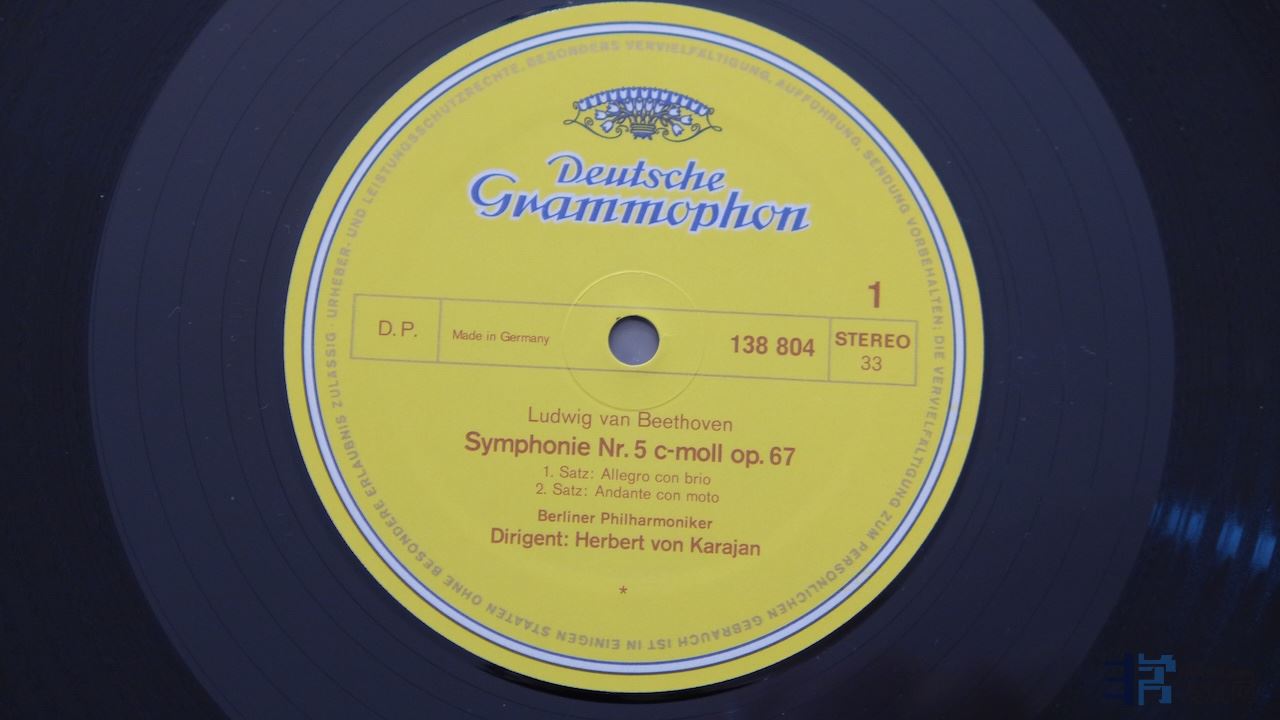 Deutsche
Grammophon
1
D. P.
Made in Germany
138 804
STEREO
33
Ludwig van Beethoven
Symphonie Nr. 5 c-moll op. 67
1. Satz: Allegro con brio
2. Satz: Andante con moto
Berliner Philharmoniker
Dirigent: Herbert von Karajan
*
URHEBER- UND LEISTUNGSSCHUTZRECHTE, BESONDERS VERVIELFÄLTIGUNG, AUFFÜHRUNG, SENDUNG VORBEHALTEN; DIE VERVIELFÄLTIGUNG ZUM PERSÖNLICHEN GEBRAUCH IST IN EINIGEN STAATEN OHNE BESONDERE ERLAUBNIS ZULÄSSIG ·